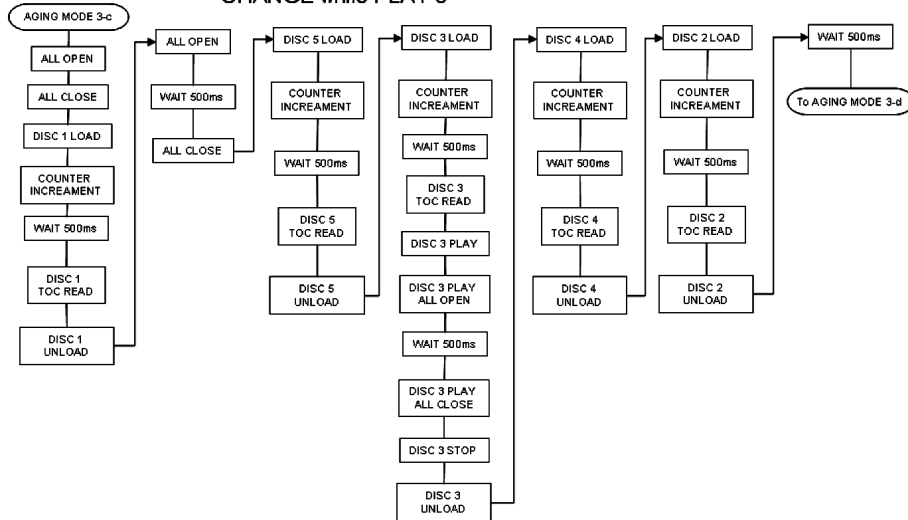 CHANGE while PLAY
AGING MODE 3-c
ALL OPEN
ALL CLOSE
DISC 1 LOAD
COUNTER
INCREAMENT
WAIT 500ms
DISC 1
TOC READ
DISC 1
UNLOAD
ALL OPEN
WAIT 500ms
ALL CLOSE
DISC 5 LOAD
COUNTER
INCREAMENT
WAIT 500ms
DISC 5
TOC READ
DISC 5
UNLOAD
DISC 3 LOAD
COUNTER
INCREAMENT
WAIT 500ms
DISC 3
TOC READ
DISC 3 PLAY
DISC 3 PLAY
ALL OPEN
WAIT 500ms
DISC 3 PLAY
ALL CLOSE
DISC 3 STOP
DISC 3
UNLOAD
DISC 4 LOAD
COUNTER
INCREAMENT
WAIT 500ms
DISC 4
TOC READ
DISC 4
UNLOAD
DISC 2 LOAD
COUNTER
INCREAMENT
WAIT 500ms
DISC 2
TOC READ
DISC 2
UNLOAD
WAIT 500ms
To AGING MODE 3-d